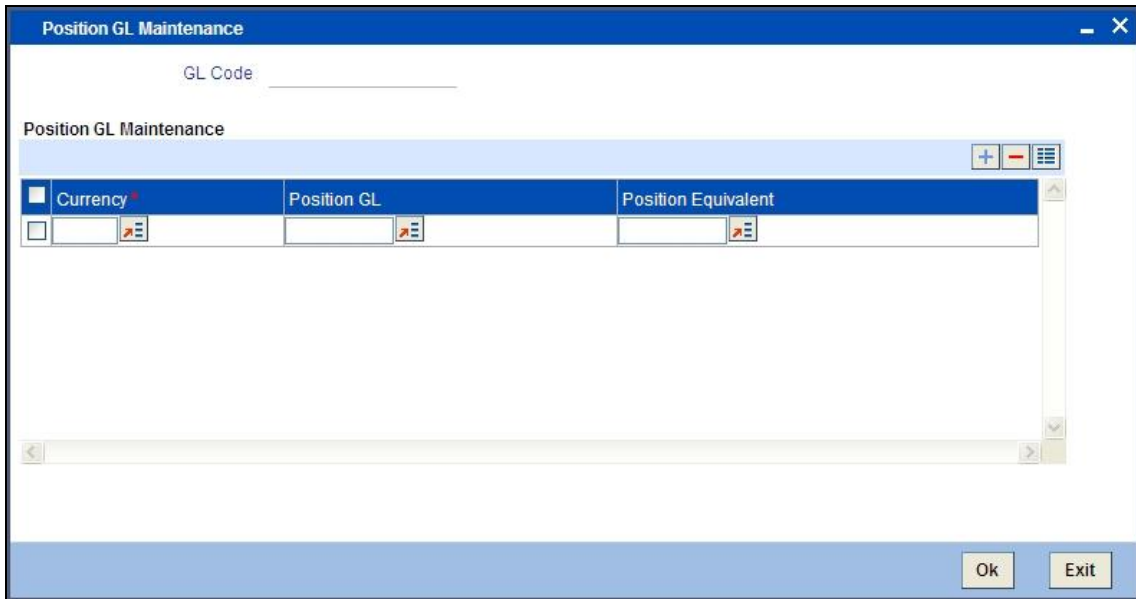 Position GL Maintenance
GL Code
Position GL Maintenance
Currency * Position GL Position Equivalent
Ok Exit